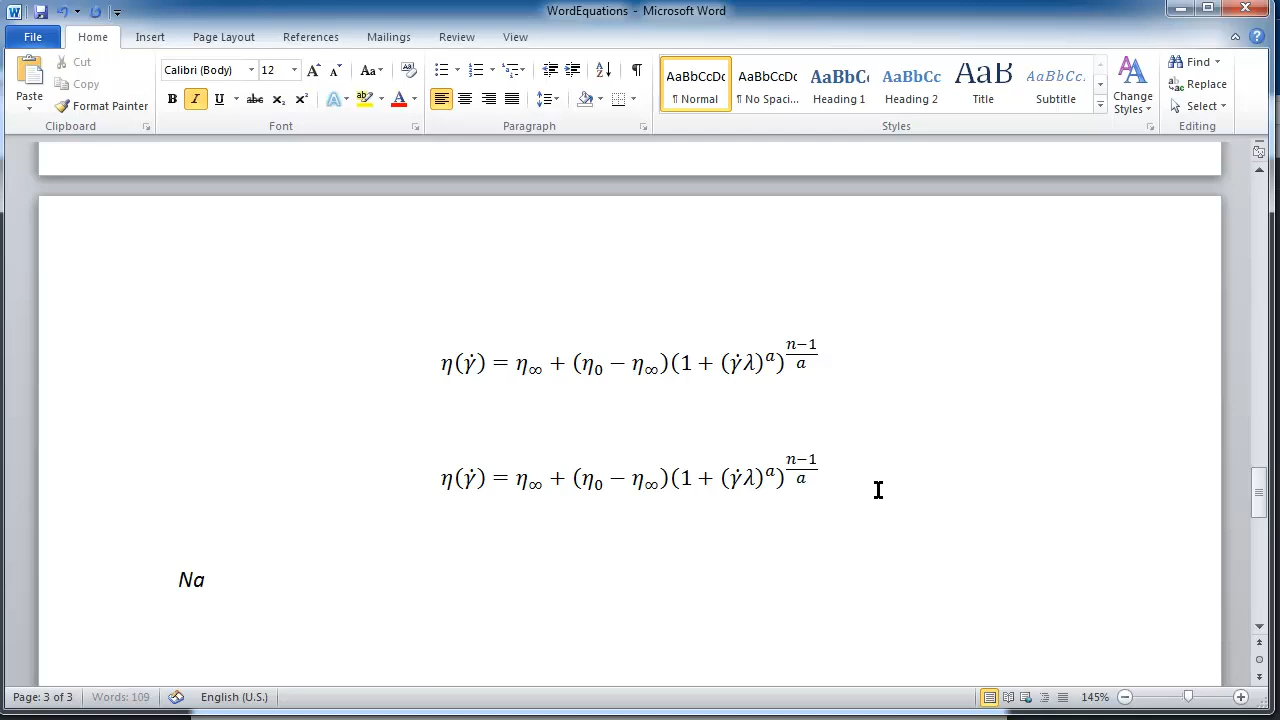 WordEquations - Microsoft Word
File Home Insert Page Layout References Mailings Review View
Paste
Cut
Copy
Format Painter
Calibri (Body) 12
AaBbCcDc AaBbCcDc AaBbC AaBbCc AaB AaBbCc.
¶ Normal ¶ No Spaci... Heading 1 Heading 2 Title Subtitle
Change Styles
Find
Replace
Select
Clipboard Font Paragraph Styles Editing
η(γ̇) = η∞ + (η₀ − η∞)(1 + (γ̇λ)^a)^((n−1)/a)
η(γ̇) = η∞ + (η₀ − η∞)(1 + (γ̇λ)^a)^((n−1)/a)
Na
Page: 3 of 3 Words: 109 English (U.S.) 145%